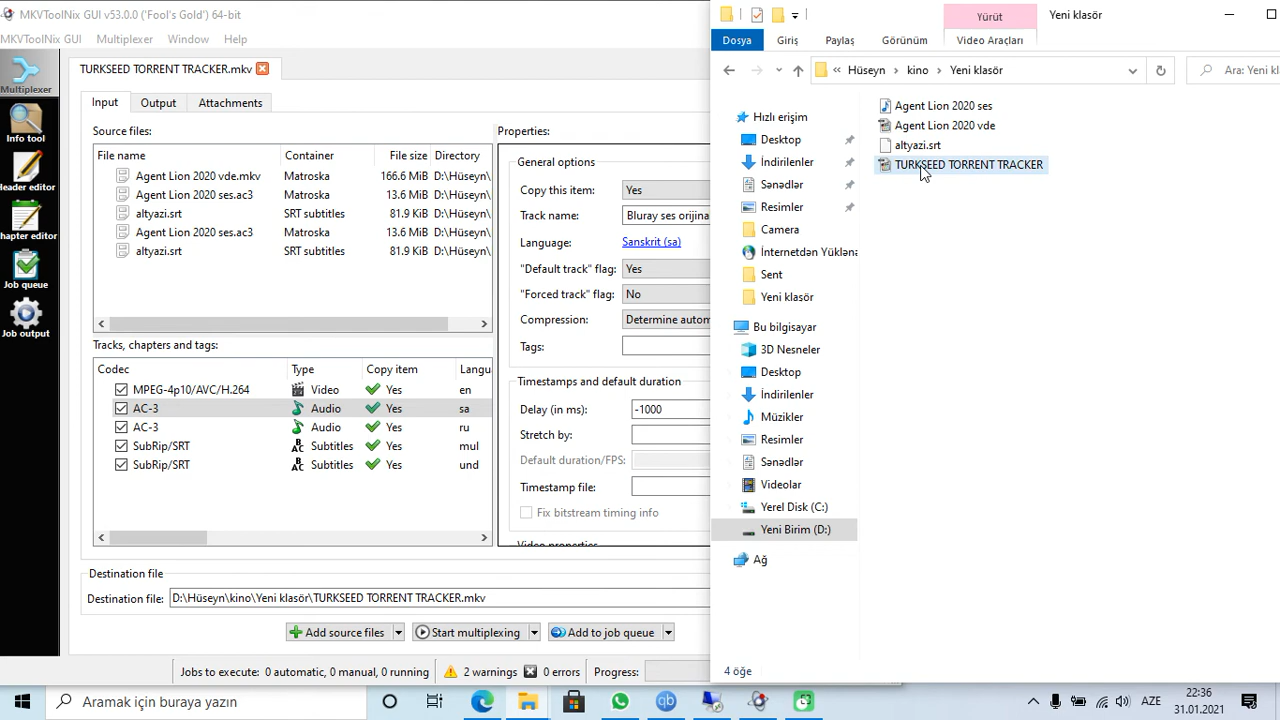 MKVToolNix GUI v53.0.0 ('Fool's Gold') 64-bit
MKVToolNix GUI Multiplexer Window Help
Multiplexer
Info tool
Header editor
hapter editor
Job queue
Job output
TURKSEED TORRENT TRACKER.mkv
Input Output Attachments
Source files:
File name Container File size Directory
Agent Lion 2020 vde.mkv Matroska 166.6 MiB D:\Hüseyn\
Agent Lion 2020 ses.ac3 Matroska 13.6 MiB D:\Hüseyn\
altyazi.srt SRT subtitles 81.9 KiB D:\Hüseyn\
Agent Lion 2020 ses.ac3 Matroska 13.6 MiB D:\Hüseyn\
altyazi.srt SRT subtitles 81.9 KiB D:\Hüseyn\
Tracks, chapters and tags:
Codec Type Copy item Langu
MPEG-4p10/AVC/H.264 Video Yes en
AC-3 Audio Yes sa
AC-3 Audio Yes ru
SubRip/SRT Subtitles Yes mul
SubRip/SRT Subtitles Yes und
Properties:
General options
Copy this item: Yes
Track name: Bluray ses orijina
Language: Sanskrit (sa)
"Default track" flag: Yes
"Forced track" flag: No
Compression: Determine autom
Tags:
Timestamps and default duration
Delay (in ms): -1000
Stretch by:
Default duration/FPS:
Timestamp file:
Fix bitstream timing info
Video properties
Destination file
Destination file: D:\Hüseyn\kino\Yeni klasör\TURKSEED TORRENT TRACKER.mkv
Add source files Start multiplexing Add to job queue
Jobs to execute: 0 automatic, 0 manual, 0 running 2 warnings 0 errors Progress:
Yürüt Yeni klasör
Dosya Giriş Paylaş Görünüm Video Araçları
« Hüseyn › kino › Yeni klasör
Ara: Yeni kl
Hızlı erişim
Desktop
İndirilenler
Sənədlər
Resimler
Camera
İnternetdən Yüklənə
Sent
Yeni klasör
Bu bilgisayar
3D Nesneler
Desktop
İndirilenler
Müzikler
Resimler
Sənədlər
Videolar
Yerel Disk (C:)
Yeni Birim (D:)
Ağ
Agent Lion 2020 ses
Agent Lion 2020 vde
altyazi.srt
TURKSEED TORRENT TRACKER
4 öğe
Aramak için buraya yazın
AZE
22:36
31.01.2021